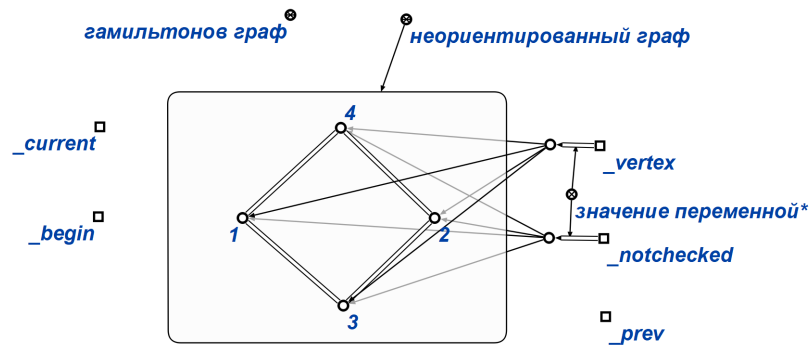 гамильтонов граф
неориентированный граф
4
_current
_vertex
значение переменной*
_begin
1
2
_notchecked
3
_prev